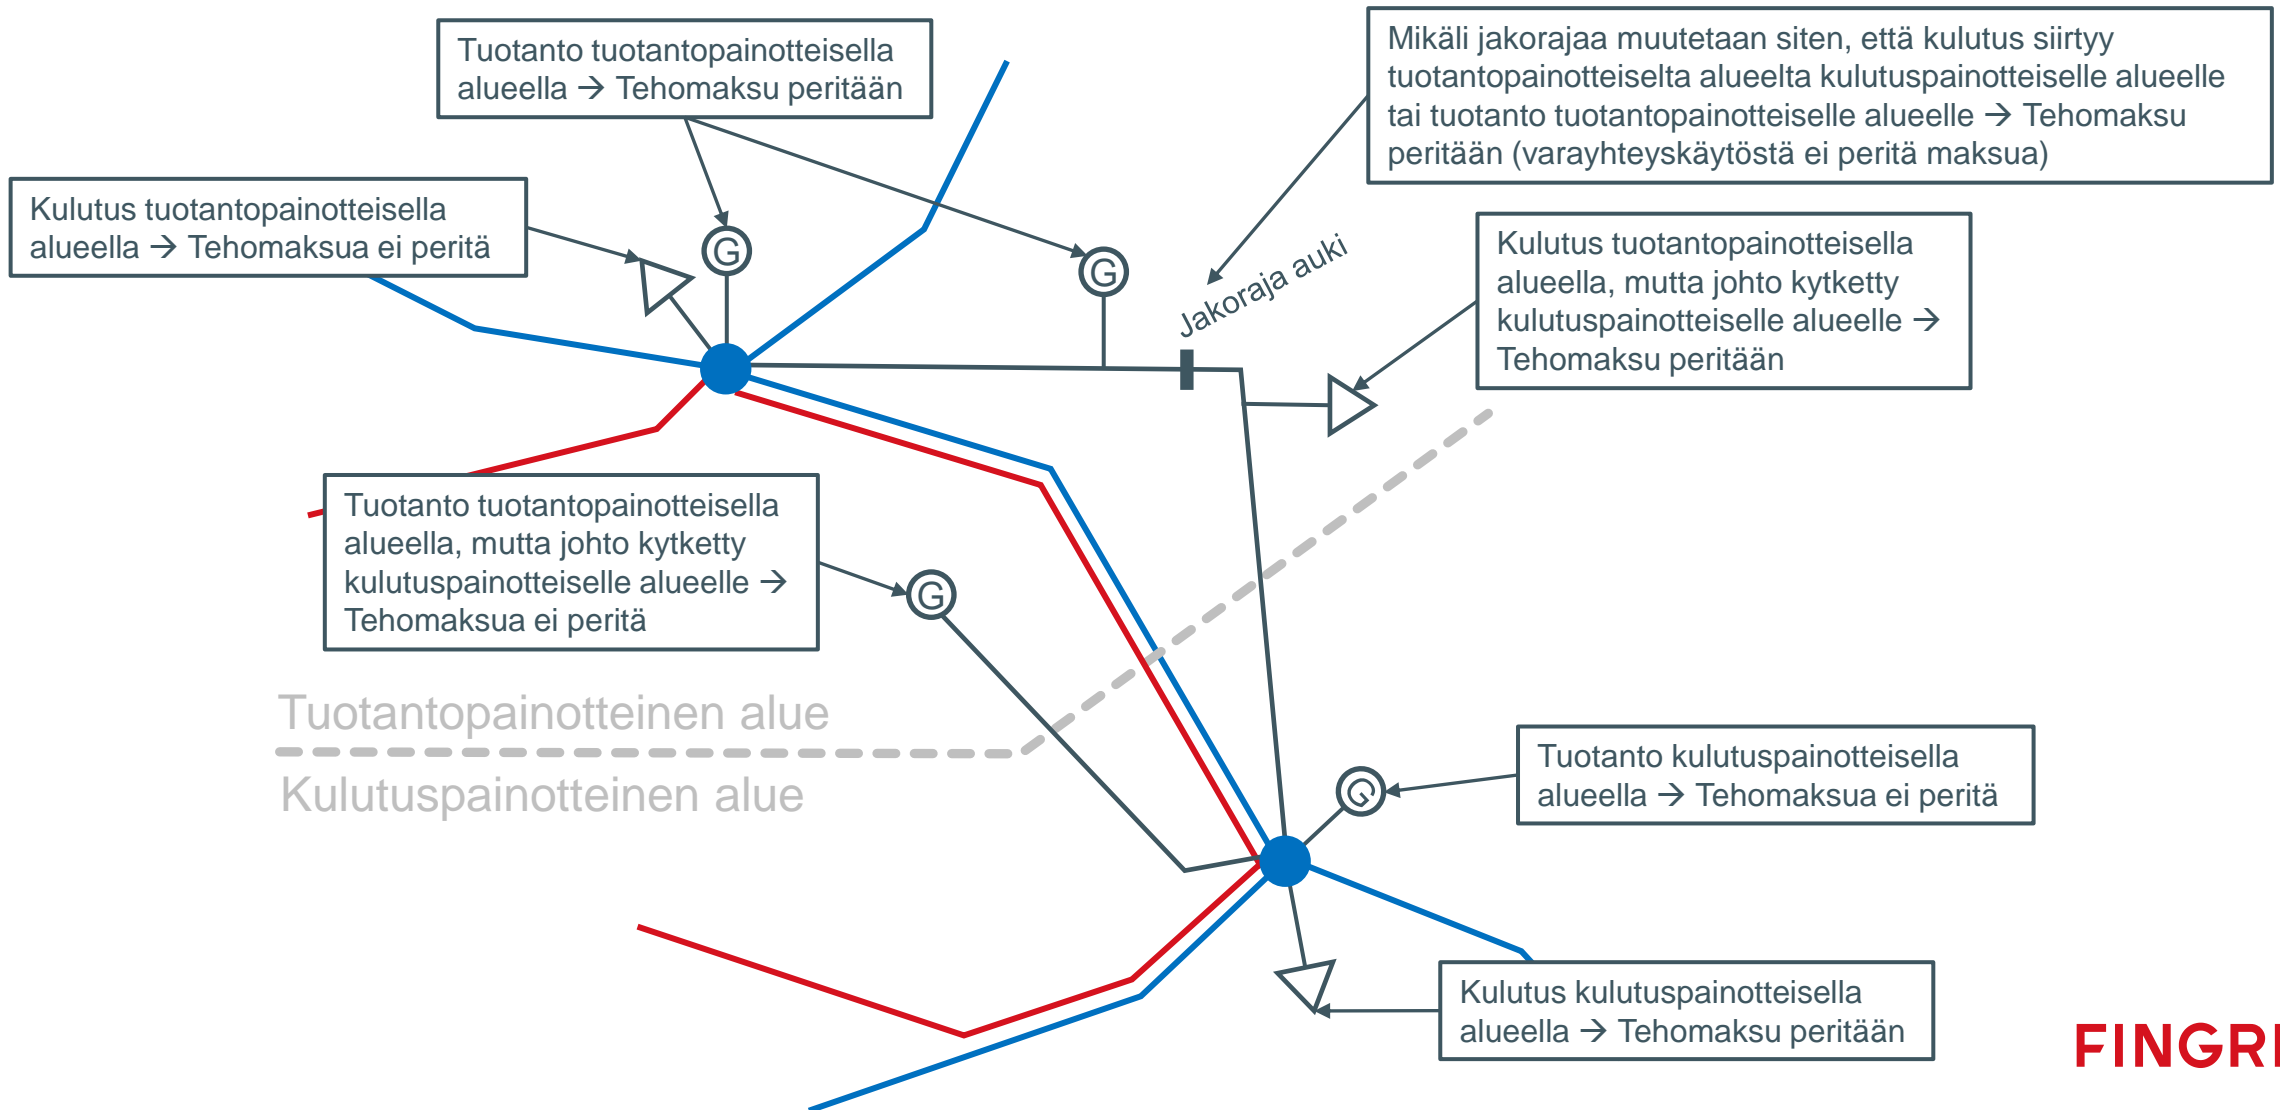 Tuotanto tuotantopainotteisella
alueella → Tehomaksu peritään
Mikäli jakorajaa muutetaan siten, että kulutus siirtyy
tuotantopainotteiselta alueelta kulutuspainotteiselle alueelle
tai tuotanto tuotantopainotteiselle alueelle → Tehomaksu
peritään (varayhteyskäytöstä ei peritä maksua)
Kulutus tuotantopainotteisella
alueella → Tehomaksua ei peritä
G
G
Jakoraja auki
Kulutus tuotantopainotteisella
alueella, mutta johto kytketty
kulutuspainotteiselle alueelle →
Tehomaksu peritään
Tuotanto tuotantopainotteisella
alueella, mutta johto kytketty
kulutuspainotteiselle alueelle →
Tehomaksua ei peritä
G
Tuotantopainotteinen alue
Kulutuspainotteinen alue
G
Tuotanto kulutuspainotteisella
alueella → Tehomaksua ei peritä
Kulutus kulutuspainotteisella
alueella → Tehomaksu peritään
FINGRI